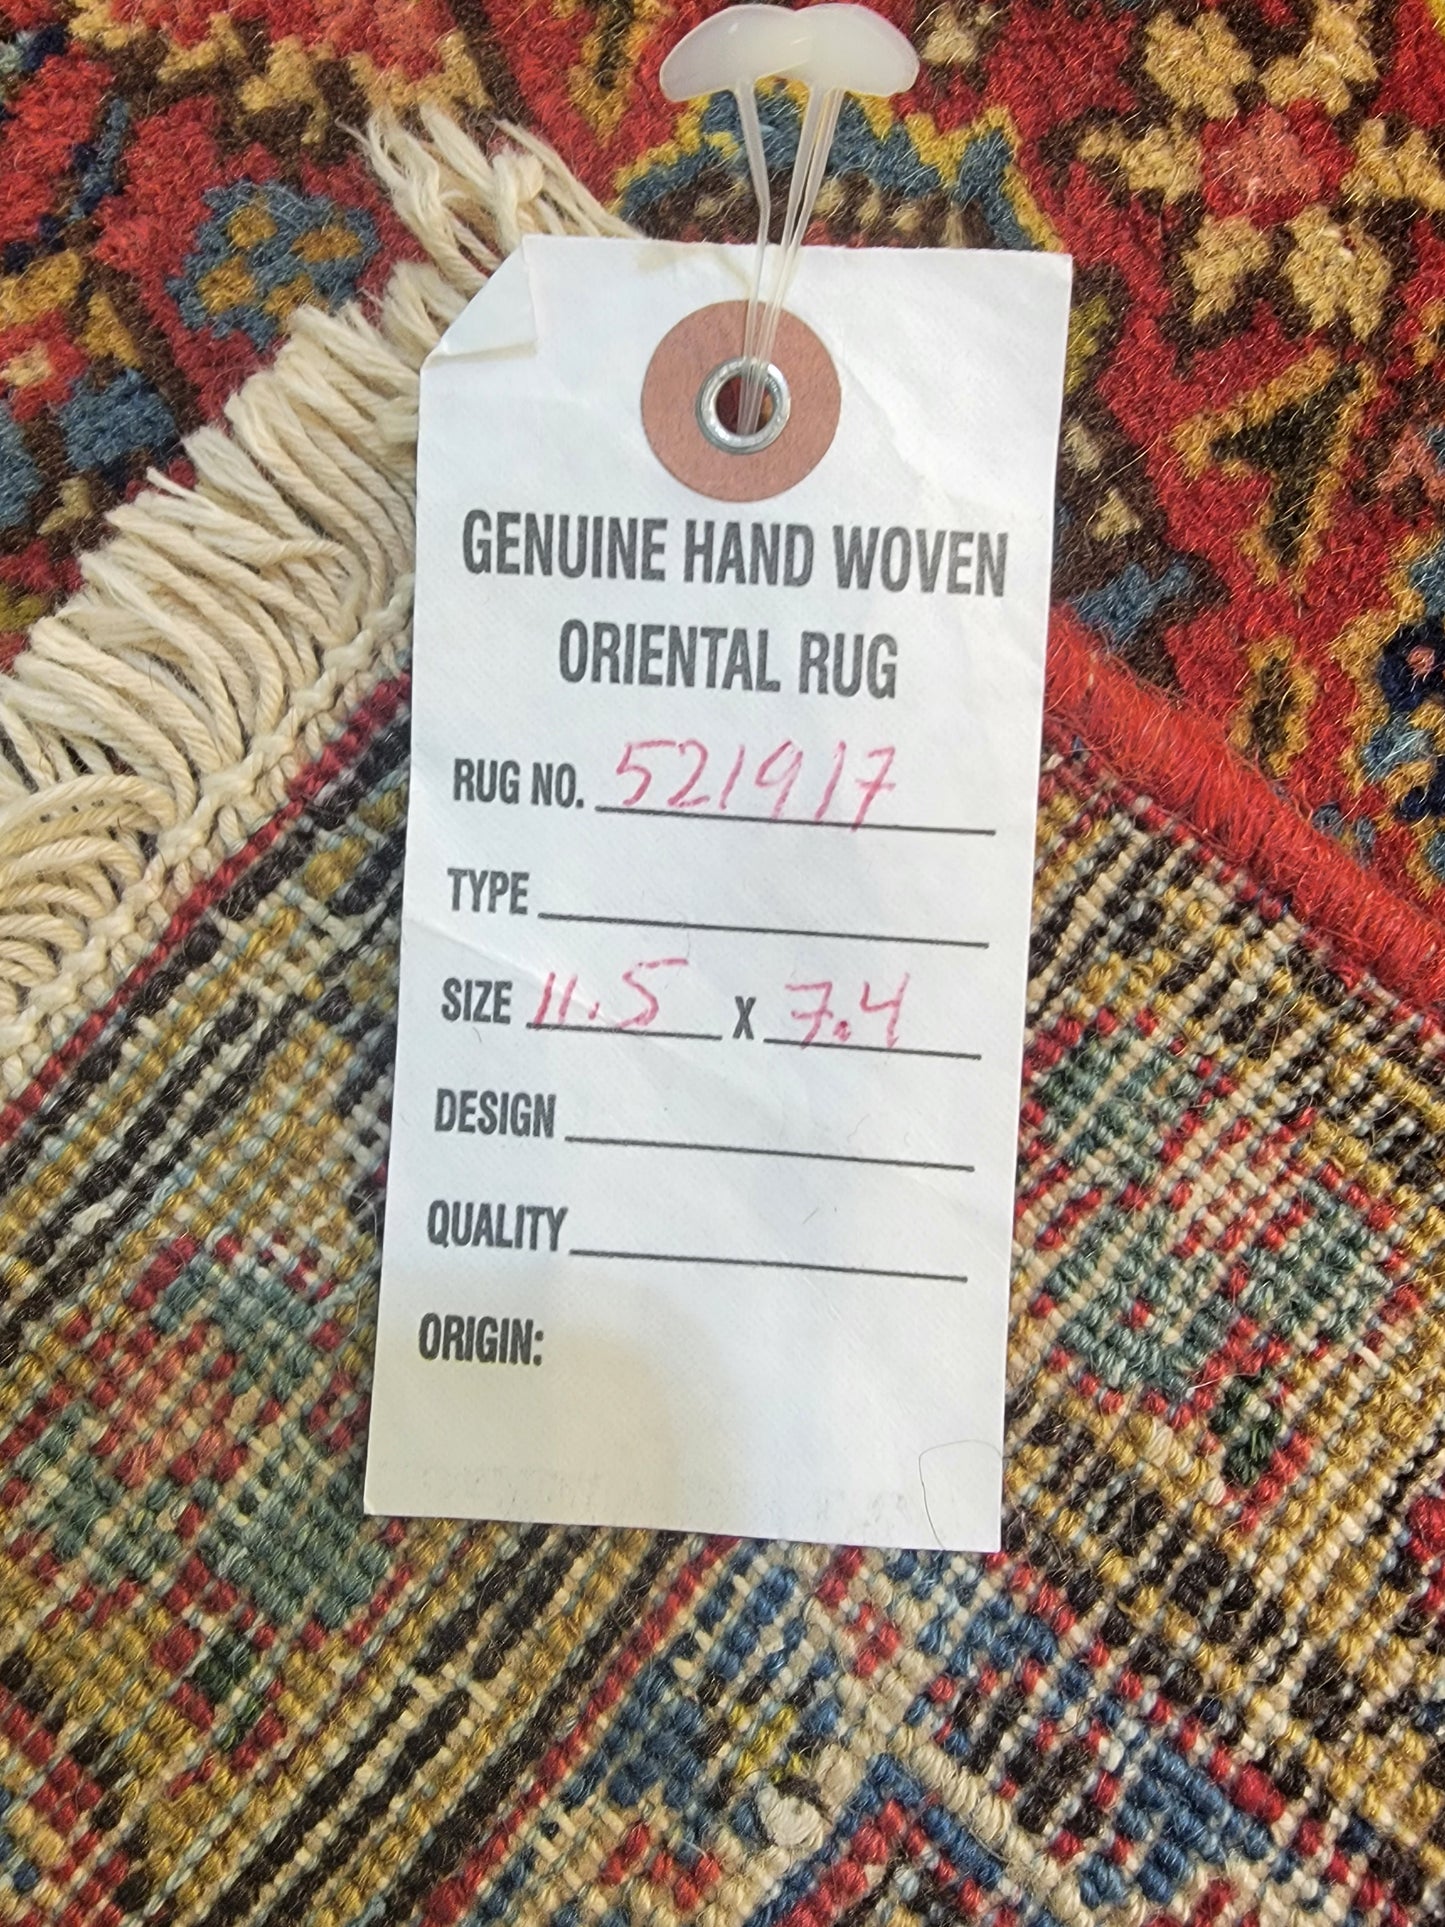 GENUINE HAND WOVEN
ORIENTAL RUG
RUG NO. 521917
TYPE
SIZE 11.5 X 7.4
DESIGN
QUALITY
ORIGIN: